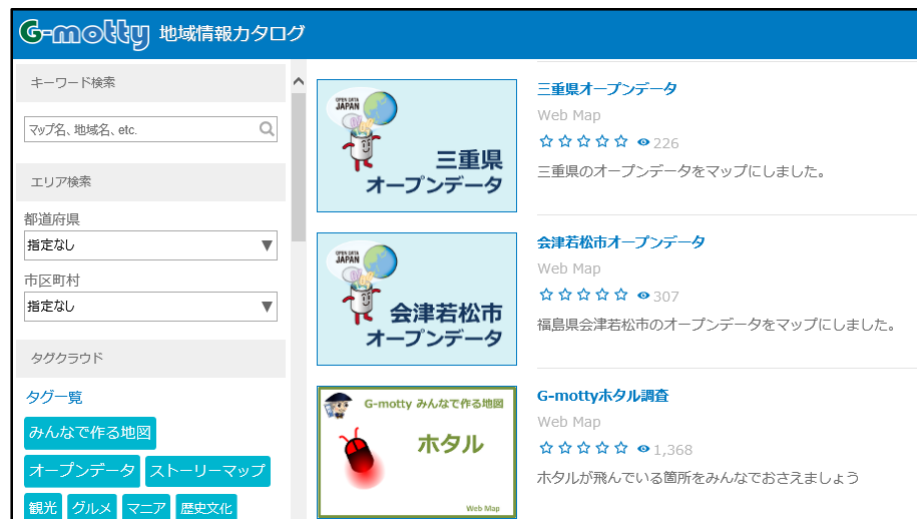 G-motty 地域情報カタログ
キーワード検索
マップ名、地域名、etc.
エリア検索
都道府県
指定なし
市区町村
指定なし
タグクラウド
タグ一覧
みんなで作る地図
オープンデータ ストーリーマップ
観光 グルメ マニア 歴史文化
OPEN DATA
JAPAN
三重県
オープンデータ
三重県オープンデータ
Web Map
☆☆☆☆☆ 226
三重県のオープンデータをマップにしました。
OPEN DATA
JAPAN
会津若松市
オープンデータ
会津若松市オープンデータ
Web Map
☆☆☆☆☆ 307
福島県会津若松市のオープンデータをマップにしました。
G-motty みんなで作る地図
ホタル
Web Map
G-mottyホタル調査
Web Map
☆☆☆☆☆ 1,368
ホタルが飛んでいる箇所をみんなでおさえましょう